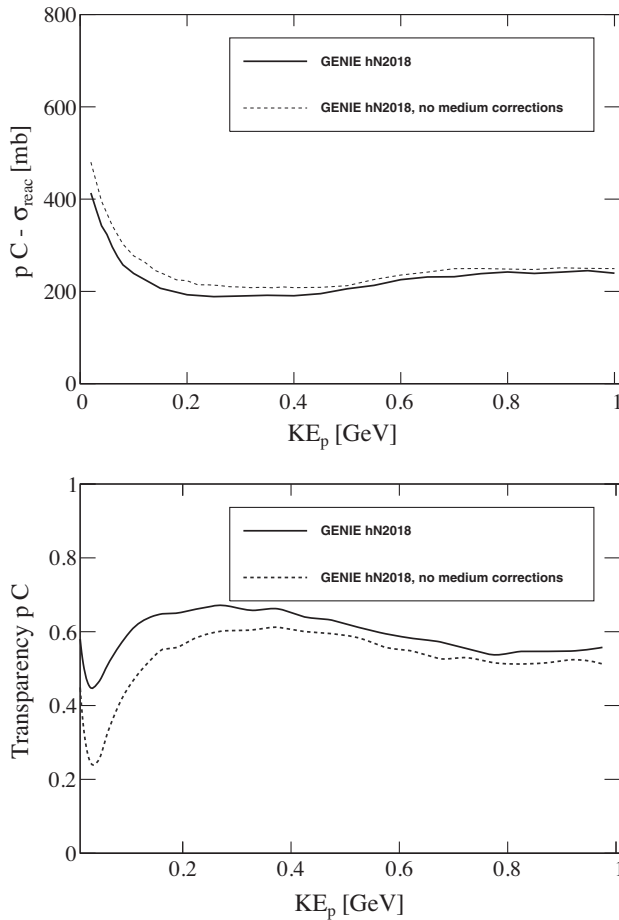 800
600
400
200
0
p C - σreac [mb]
GENIE hN2018
GENIE hN2018, no medium corrections
0 0.2 0.4 0.6 0.8 1
KEp [GeV]
1
0.8
0.6
0.4
0.2
0
Transparency p C
GENIE hN2018
GENIE hN2018, no medium corrections
0.2 0.4 0.6 0.8 1
KEp [GeV]